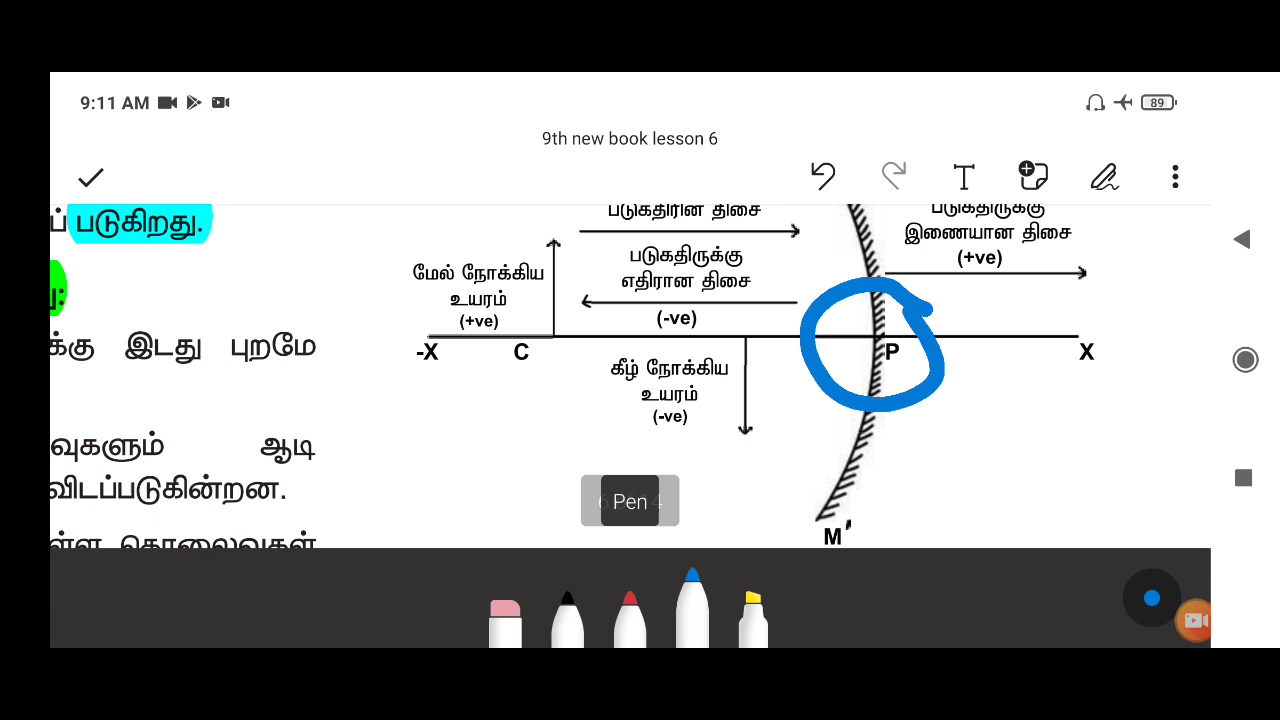 9:11 AM
89
9th new book lesson 6
படுகிறது.
க்கு இடது புறமே
வுகளும் ஆடி
விடப்படுகின்றன.
படுகதிரின் திசை
படுகதிருக்கு
எதிரான திசை
(-ve)
மேல் நோக்கிய
உயரம்
(+ve)
படுகதிருக்கு
இணையான திசை
(+ve)
-X C P X
கீழ் நோக்கிய
உயரம்
(-ve)
M'
Pen